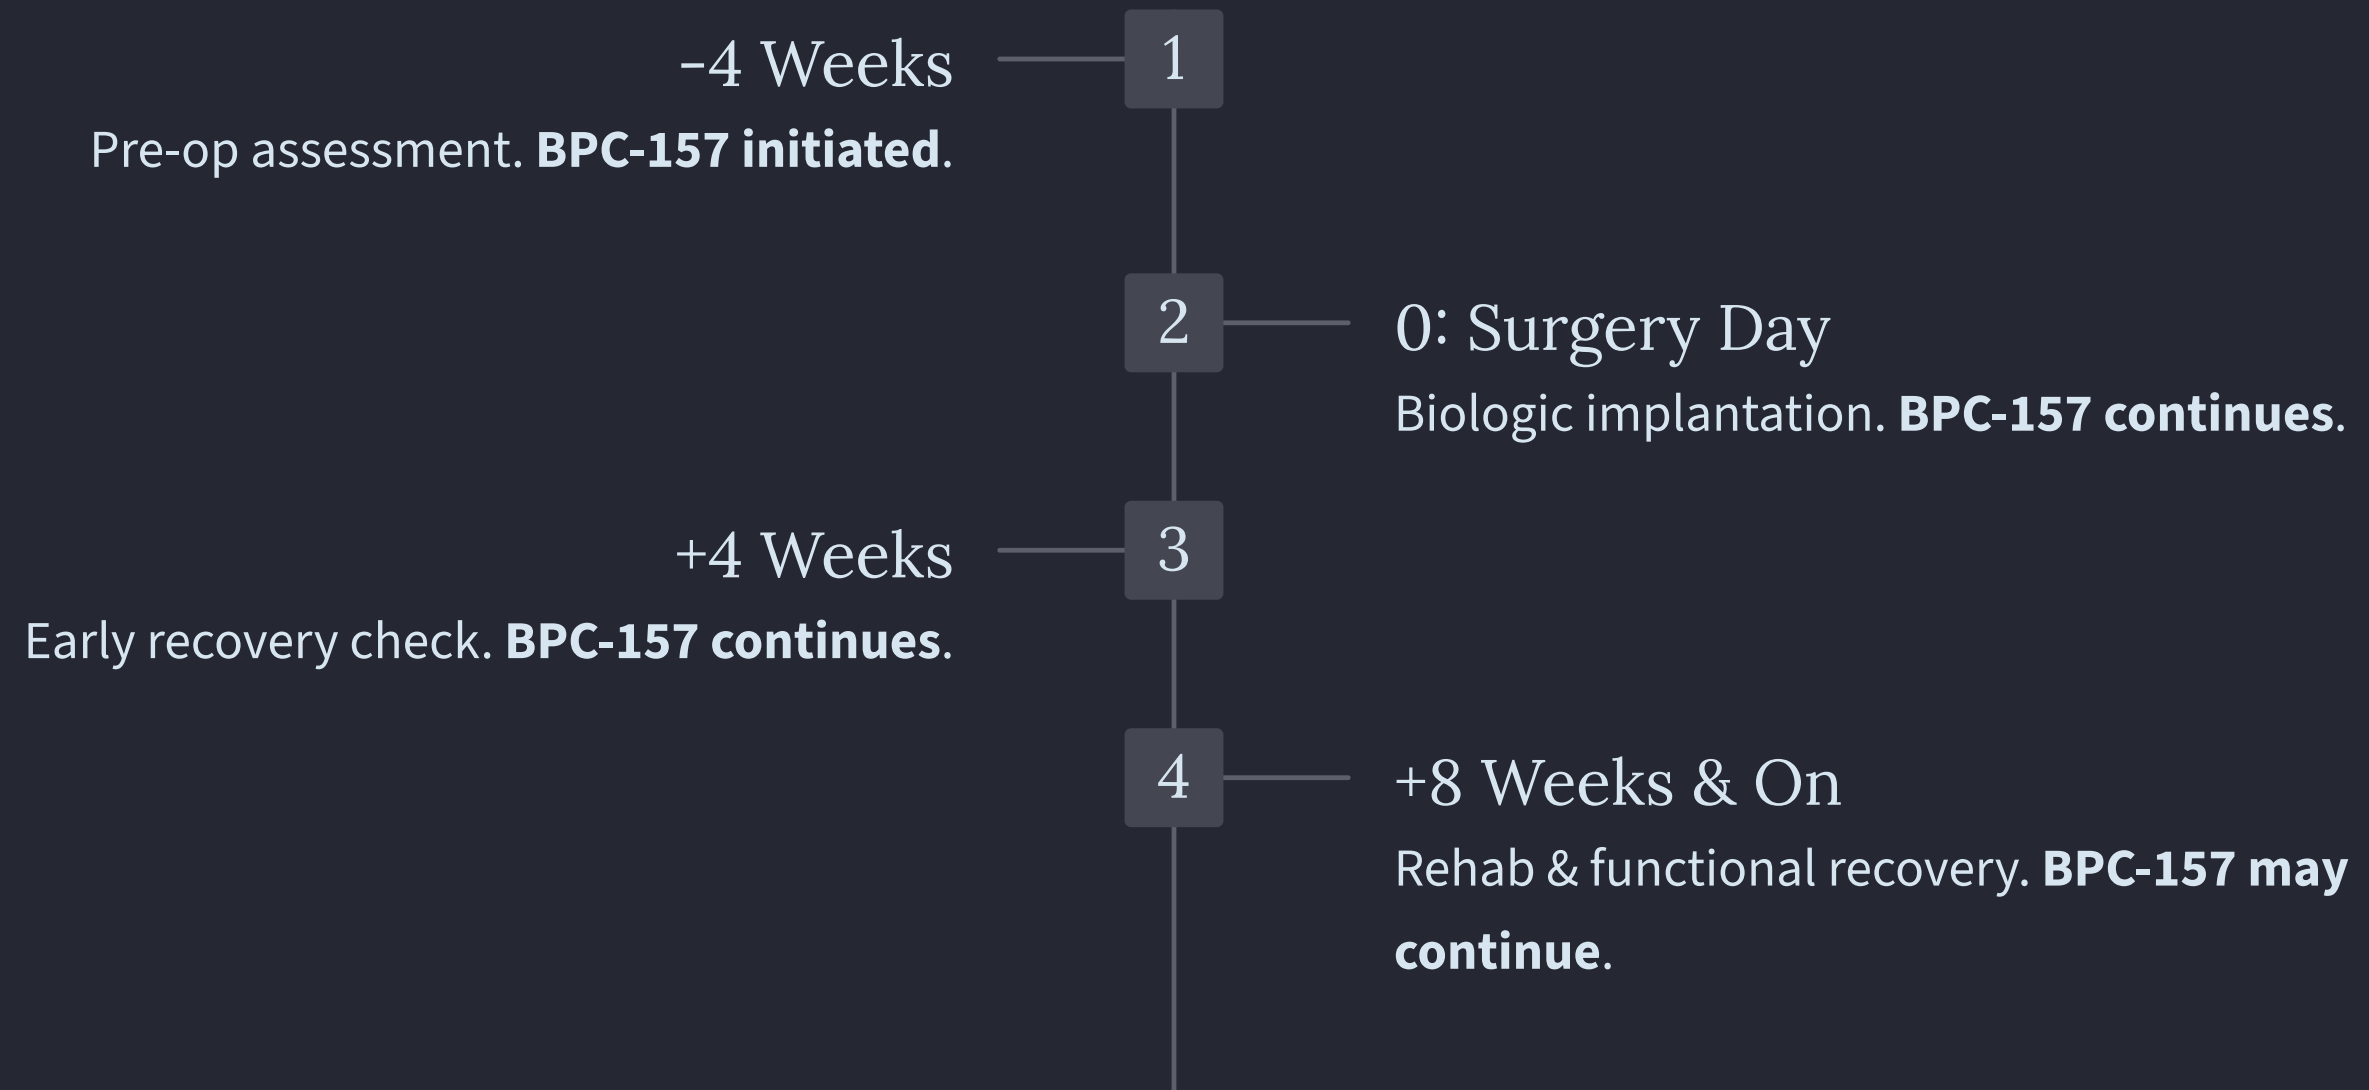 1
-4 Weeks
Pre-op assessment. BPC-157 initiated.
2
0: Surgery Day
Biologic implantation. BPC-157 continues.
3
+4 Weeks
Early recovery check. BPC-157 continues.
4
+8 Weeks & On
Rehab & functional recovery. BPC-157 may
continue.